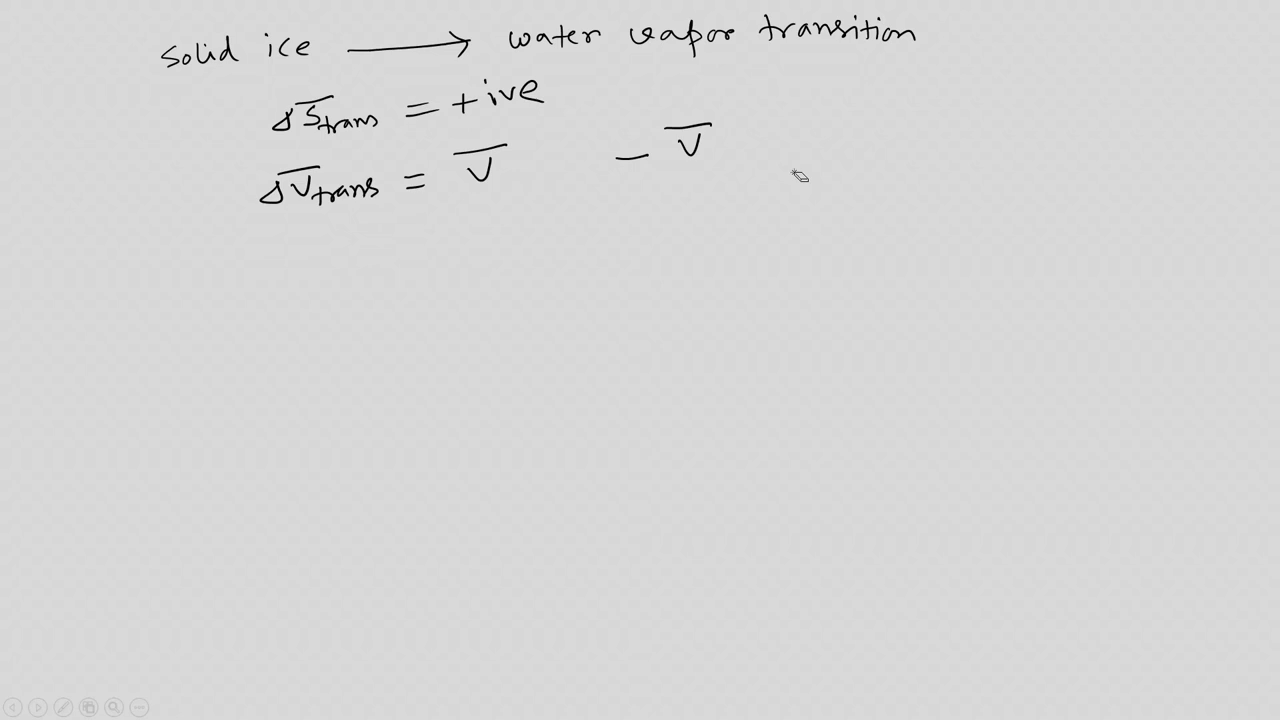 solid ice ⟶ water vapor transition
ΔS̅trans = +ive
ΔV̅trans = V̅ - V̅